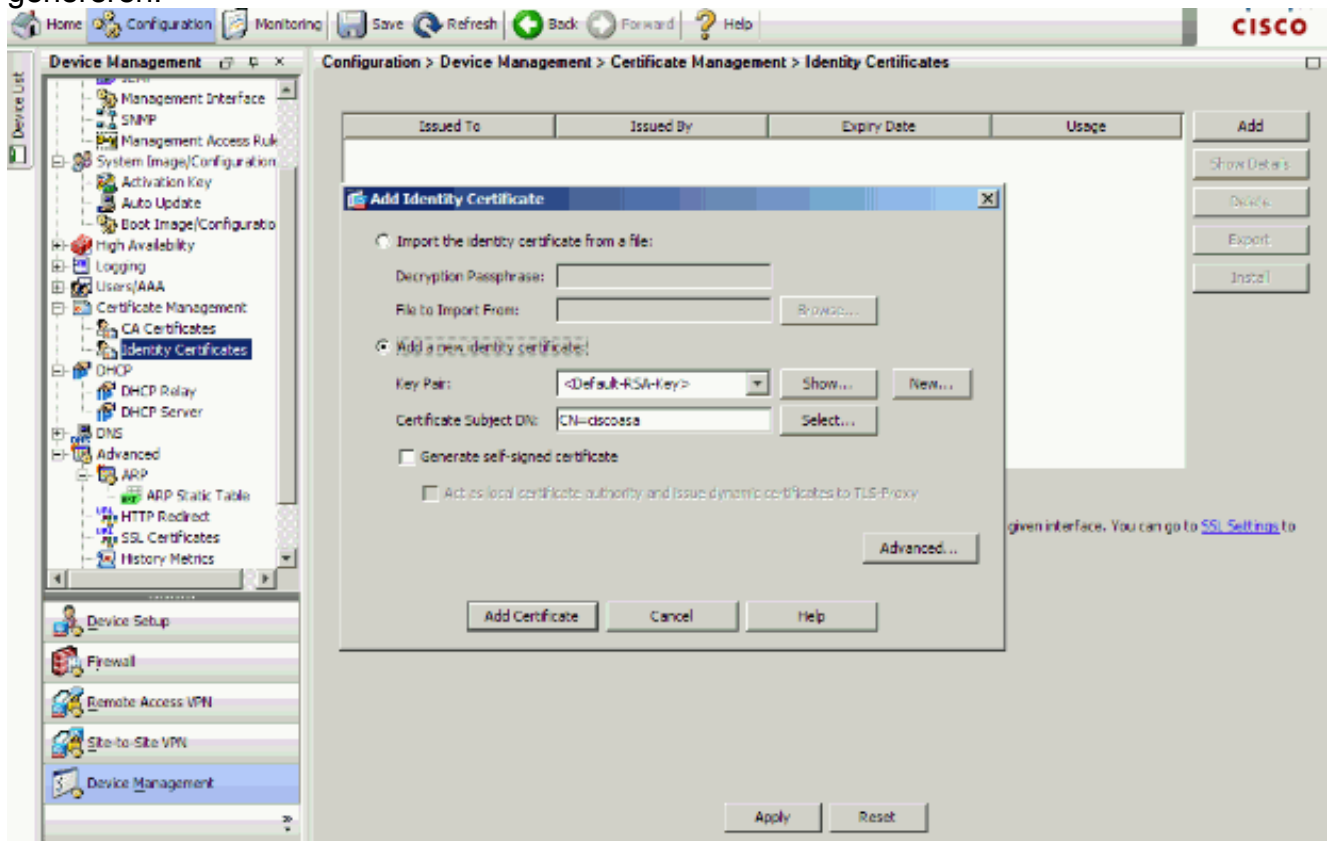 genereren.
Home Configuration Monitoring Save Refresh Back Forward Help
CISCO
Device List
Device Management
Management Interface
SNMP
Management Access Rule
System Image/Configuration
Activation Key
Auto Update
Boot Image/Configuratio
High Availability
Logging
Users/AAA
Certificate Management
CA Certificates
Identity Certificates
DHCP
DHCP Relay
DHCP Server
DNS
Advanced
ARP
ARP Static Table
HTTP Redirect
SSL Certificates
History Metrics
Device Setup
Firewall
Remote Access VPN
Site-to-Site VPN
Device Management
Configuration > Device Management > Certificate Management > Identity Certificates
Issued To Issued By Expiry Date Usage
Add
Show Details
Delete
Export
Install
Add Identity Certificate
Import the identity certificate from a file:
Decryption Passphrase:
File to Import From: Browse...
Add a new identity certificate:
Key Pair: <Default-RSA-Key> Show... New...
Certificate Subject DN: CN=ciscoasa Select...
Generate self-signed certificate
Act as local certificate authority and issue dynamic certificates to TLS-Proxy
Advanced...
Add Certificate Cancel Help
given interface. You can go to SSL Settings to
Apply Reset